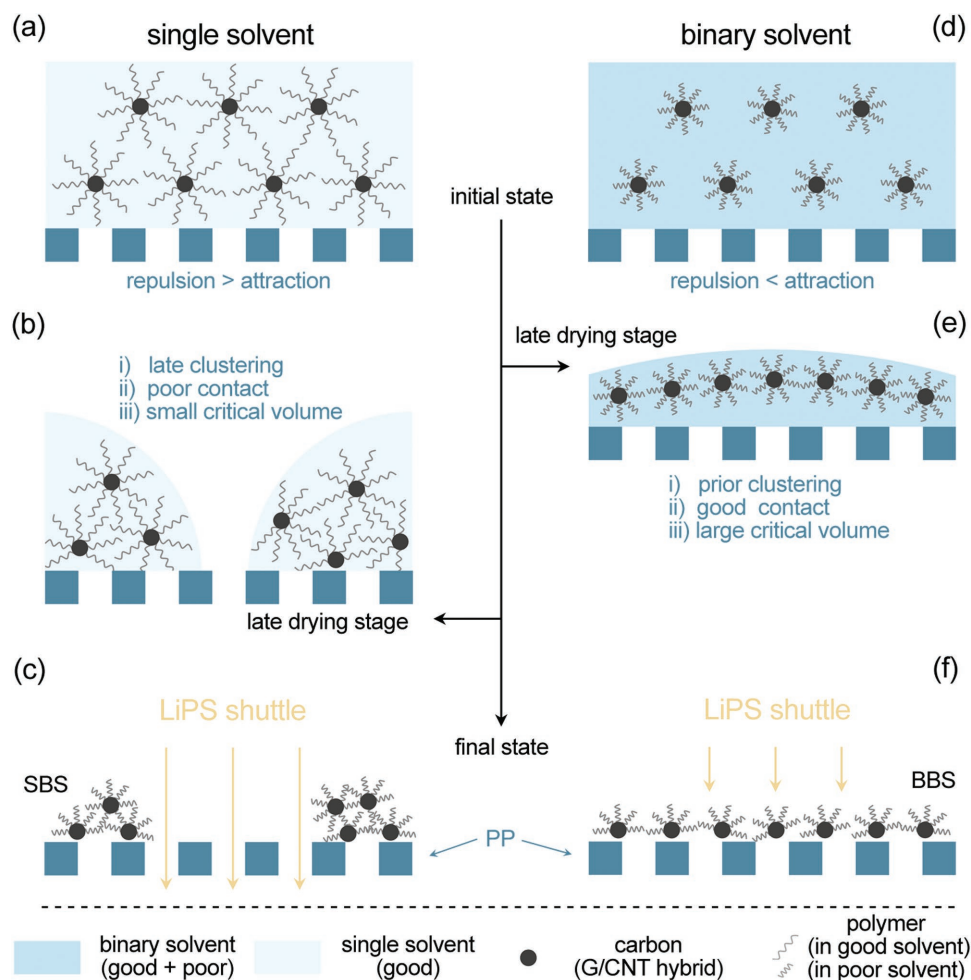 (a)
single solvent
repulsion > attraction
(d)
binary solvent
repulsion < attraction
initial state
(b)
i) late clustering
ii) poor contact
iii) small critical volume
late drying stage
late drying stage
(e)
i) prior clustering
ii) good contact
iii) large critical volume
(c)
LiPS shuttle
SBS
final state
PP
(f)
LiPS shuttle
BBS
binary solvent
(good + poor)
single solvent
(good)
carbon
(G/CNT hybrid)
polymer
(in good solvent)
(in poor solvent)